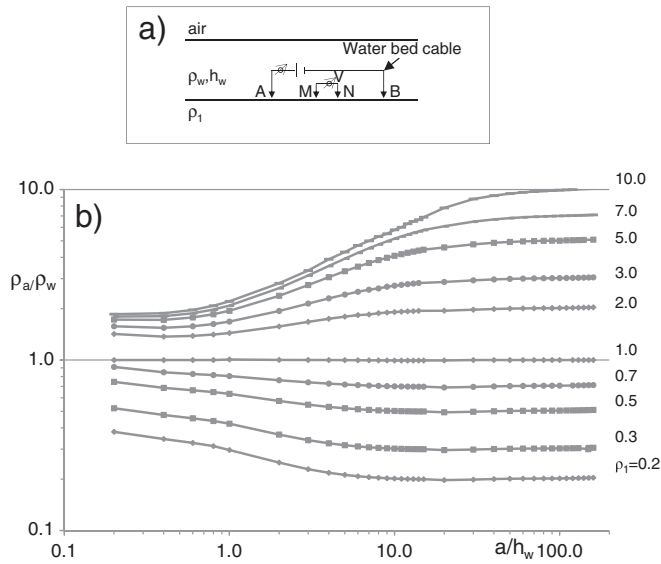 a)
air
Water bed cable
ρw,hw
V
A
M
N
B
ρ1
10.0
b)
10.0
7.0
5.0
ρa/ρw
3.0
2.0
1.0
1.0
0.7
0.5
0.3
ρ1=0.2
0.1
0.1
1.0
10.0
a/hw
100.0